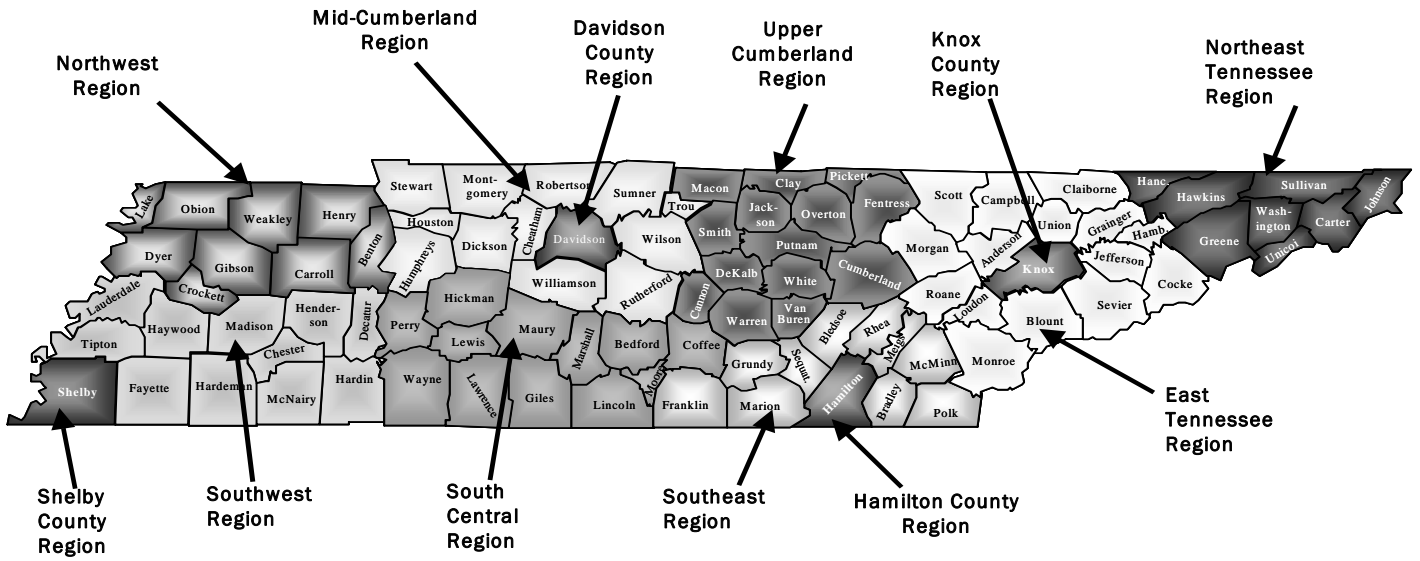 Mid-Cumberland
Region
Davidson
County
Region
Upper
Cumberland
Region
Knox
County
Region
Northeast
Tennessee
Region
Northwest
Region
Lake
Obion
Weakley
Henry
Stewart
Mont-
gomery
Robertson
Sumner
Macon
Trou
Clay
Pickett
Scott
Campbell
Claiborne
Hanc.
Hawkins
Sullivan
Johnson
Dyer
Gibson
Carroll
Benton
Houston
Humphreys
Dickson
Cheatham
Davidson
Wilson
Smith
Jack-
son
Overton
Fentress
Morgan
Anderson
Union
Grainger
Hamb.
Greene
Wash-
ington
Carter
Unicoi
Lauderdale
Crockett
Haywood
Madison
Hender-
son
Decatur
Perry
Hickman
Williamson
Rutherford
Cannon
DeKalb
Putnam
White
Cumberland
Roane
Loudon
Knox
Jefferson
Sevier
Cocke
Tipton
Chester
Lewis
Maury
Marshall
Bedford
Coffee
Warren
Van
Buren
Bledsoe
Rhea
Meigs
McMinn
Monroe
Blount
Shelby
Fayette
Hardeman
McNairy
Hardin
Wayne
Lawrence
Giles
Lincoln
Moore
Franklin
Grundy
Sequat.
Marion
Hamilton
Bradley
Polk
Shelby
County
Region
Southwest
Region
South
Central
Region
Southeast
Region
Hamilton County
Region
East
Tennessee
Region